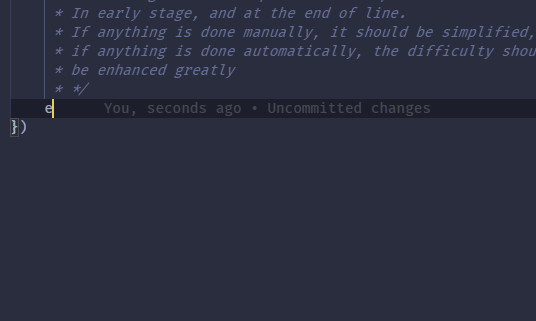 * In early stage, and at the end of line.
* If anything is done manually, it should be simplified,
* if anything is done automatically, the difficulty shou
* be enhanced greatly
* */
e You, seconds ago • Uncommitted changes
})